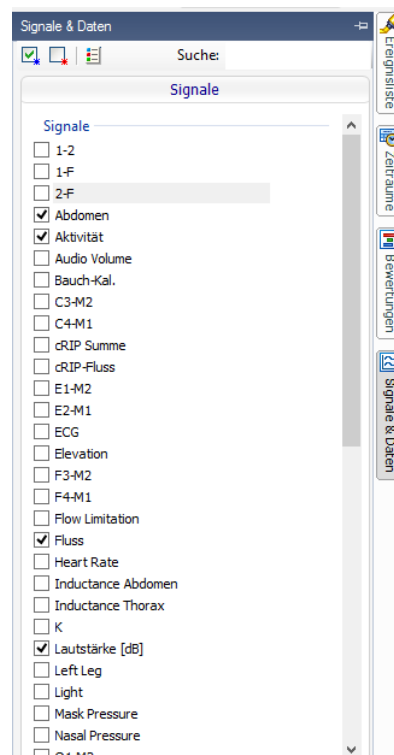 Signale & Daten
Suche:
Signale
Signale
1-2
1-F
2-F
Abdomen
Aktivität
Audio Volume
Bauch-Kal.
C3-M2
C4-M1
cRIP Summe
cRIP-Fluss
E1-M2
E2-M1
ECG
Elevation
F3-M2
F4-M1
Flow Limitation
Fluss
Heart Rate
Inductance Abdomen
Inductance Thorax
K
Lautstärke [dB]
Left Leg
Light
Mask Pressure
Nasal Pressure
Ereignisliste
Zeiträume
Bewertungen
Signale & Daten